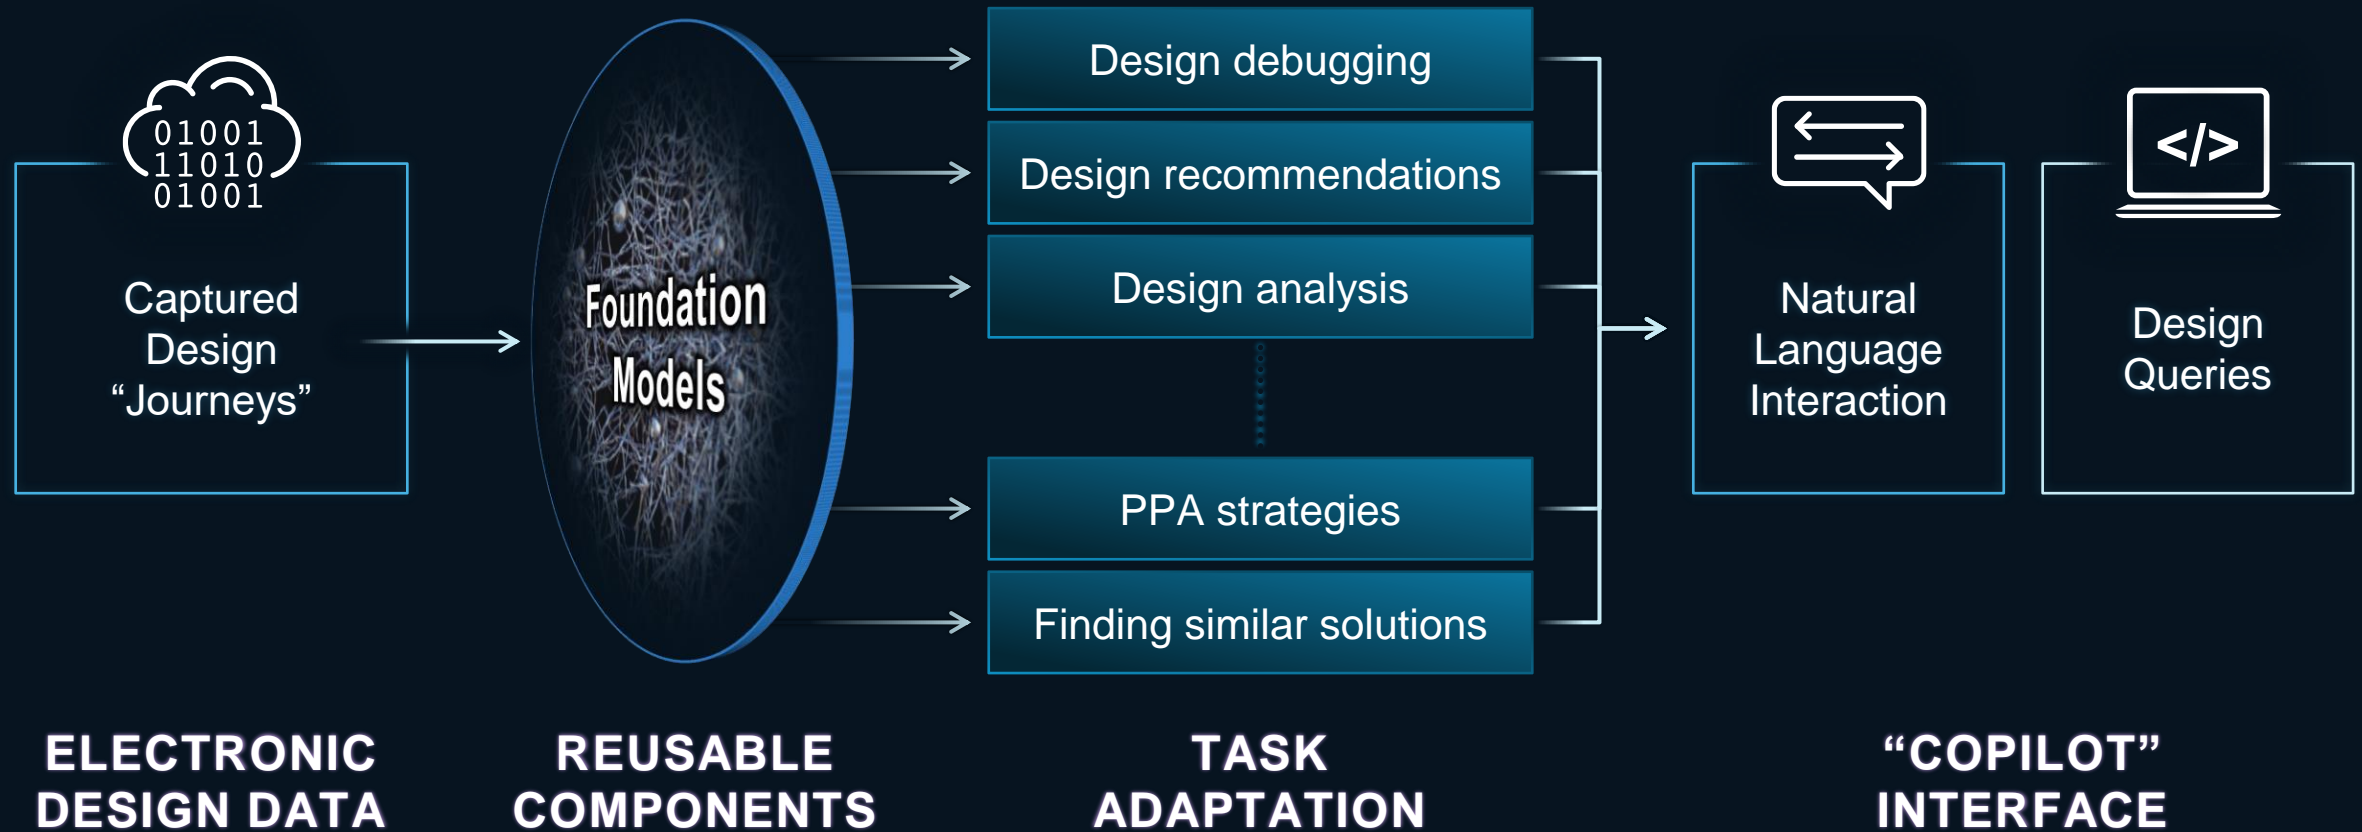 01001
11010
01001
Captured
Design
“Journeys”
Foundation
Models
Design debugging
Design recommendations
Design analysis
PPA strategies
Finding similar solutions
Natural
Language
Interaction
</>
Design
Queries
ELECTRONIC
DESIGN DATA
REUSABLE
COMPONENTS
TASK
ADAPTATION
“COPILOT”
INTERFACE